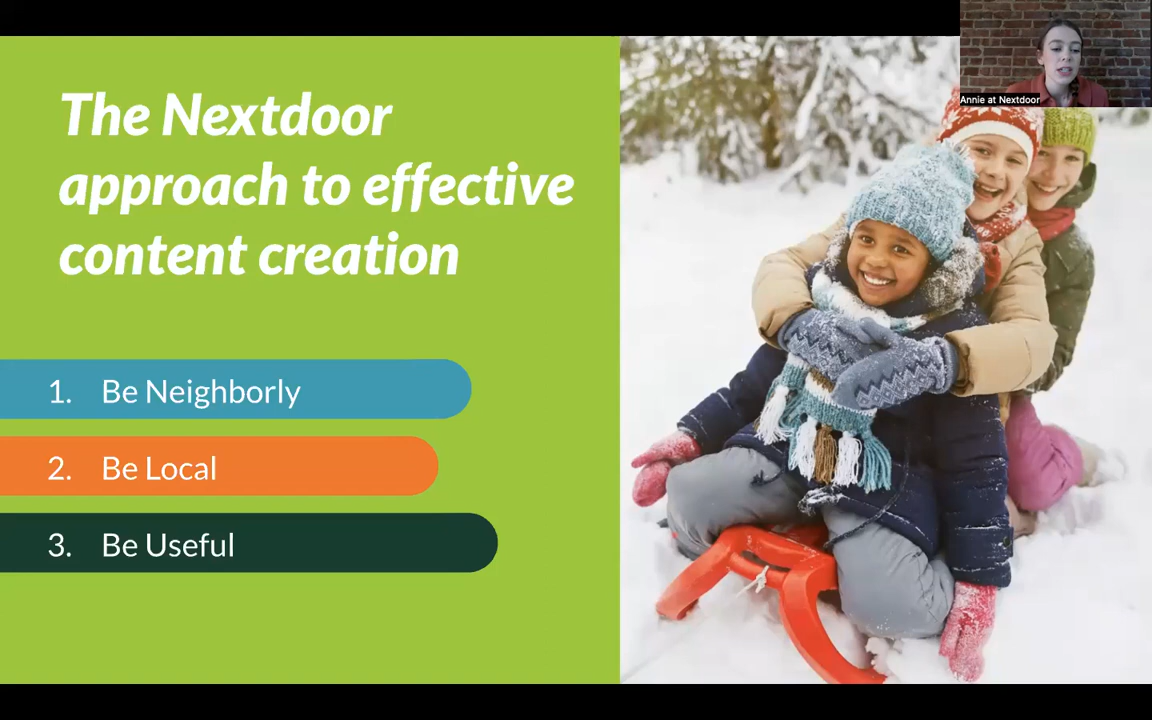 The Nextdoor
approach to effective
content creation
1. Be Neighborly
2. Be Local
3. Be Useful
Annie at Nextdoor